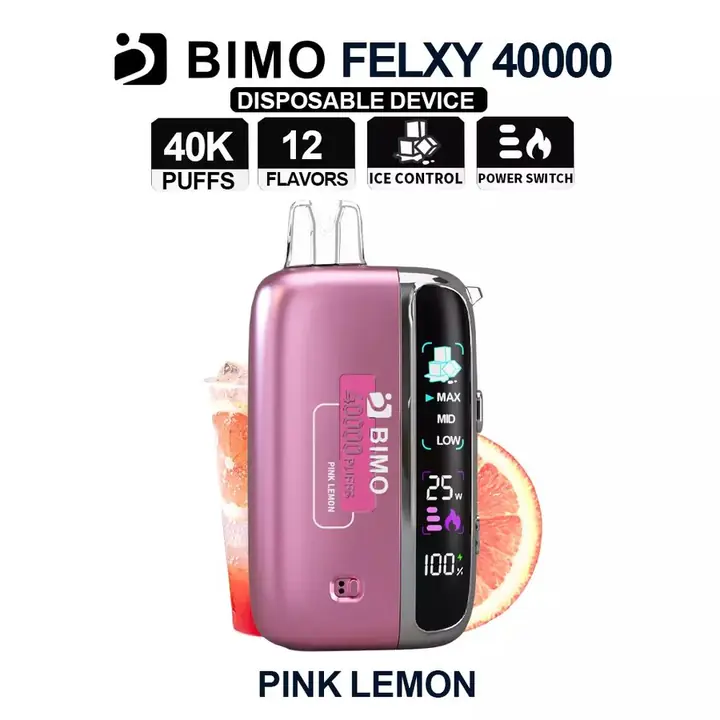 BIMO FELXY 40000
DISPOSABLE DEVICE
40K
PUFFS
12
FLAVORS
ICE CONTROL
POWER SWITCH
MAX
MID
LOW
25W
100%
BIMO
PUFFS
PINK LEMON
PINK LEMON